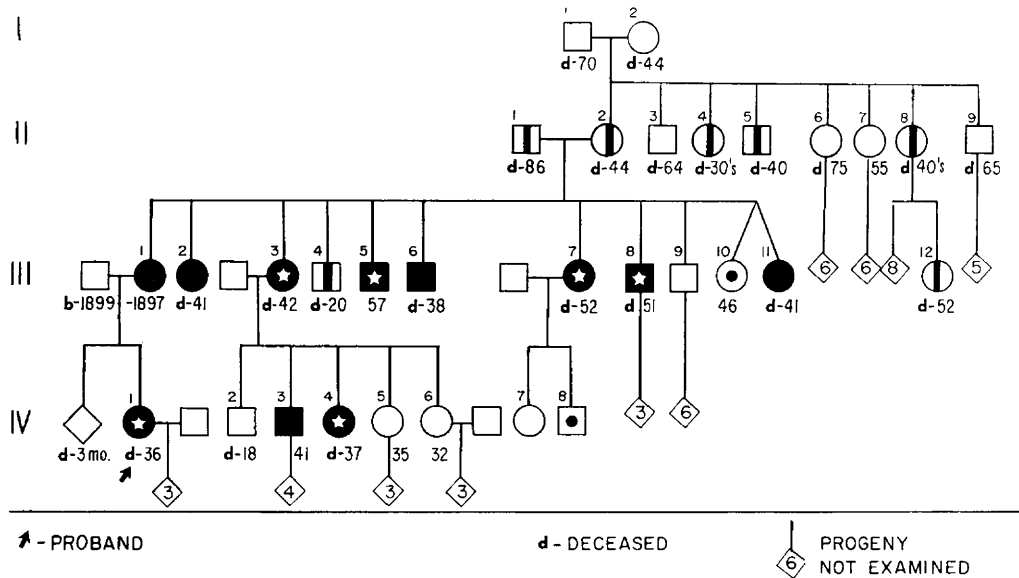 I
1 2
d-70 d-44
II
1 2 3 4 5 6 7 8 9
d-86 d-44 d-64 d-30's d-40 d-75 55 d-40's d-65
III
1 2 3 4 5 6 7 8 9 10 11 12
b-1899 -1897 d-41 d-42 d-20 57 d-38 d-52 d-51 46 d-41 d-52
6 6 8 5
IV
1 2 3 4 5 6 7 8
3 6
d-3mo. d-36 d-18 41 d-37 35 32
3 4 3 3
- PROBAND
d - DECEASED
6 PROGENY
NOT EXAMINED